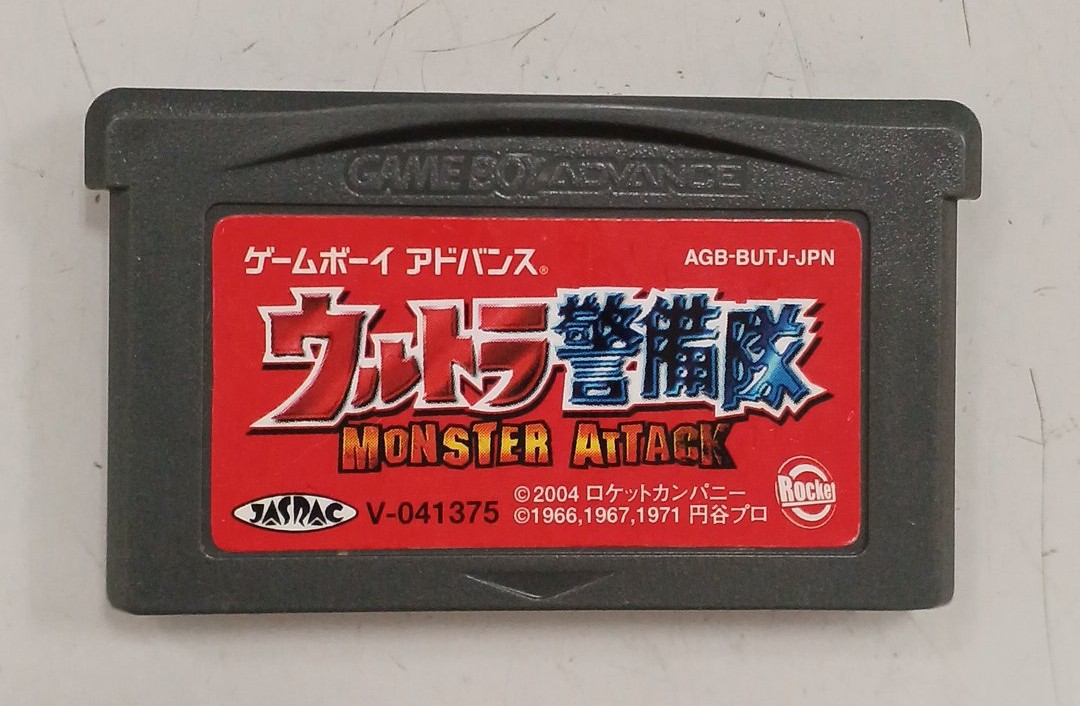 GAME BOY ADVANCE
ゲームボーイ アドバンス®
AGB-BUTJ-JPN
ウルトラ警備隊
MONSTER ATTACK
JASRAC V-041375
©2004 ロケットカンパニー
©1966,1967,1971 円谷プロ
Rocket